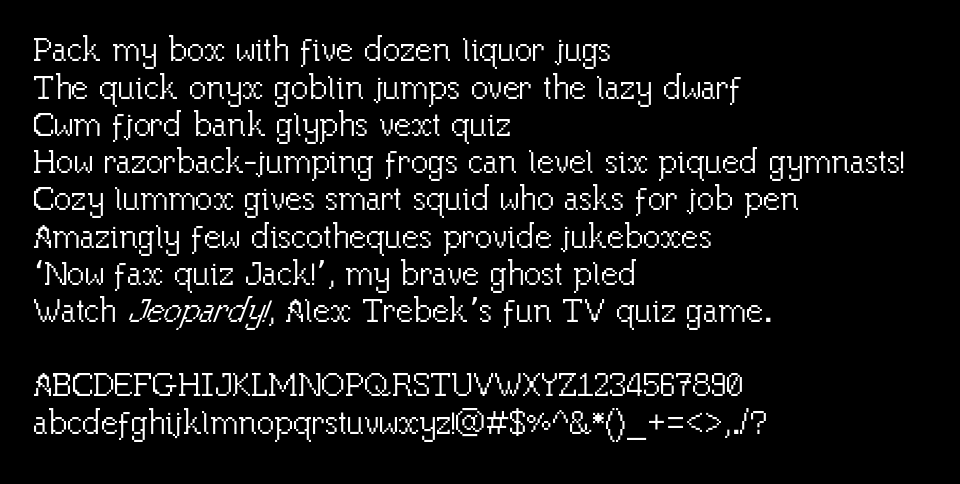 Pack my box with five dozen liquor jugs
The quick onyx goblin jumps over the lazy dwarf
Cwm fjord bank glyphs vext quiz
How razorback-jumping frogs can level six piqued gymnasts!
Cozy lummox gives smart squid who asks for job pen
Amazingly few discotheques provide jukeboxes
‘Now fax quiz Jack!’, my brave ghost pled
Watch Jeopardy!, Alex Trebek’s fun TV quiz game.
ABCDEFGHIJKLMNOPQRSTUVWXYZ1234567890
abcdefghijklmnopqrstuvwxyz!@#$%^&*()_+=<>,./?